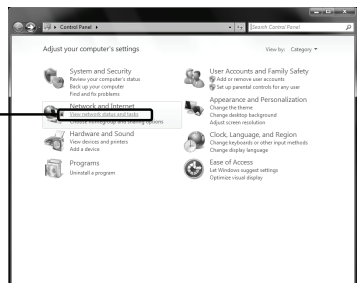 Control Panel
Search Control Panel
Adjust your computer's settings
View by: Category
System and Security
Review your computer's status
Back up your computer
Find and fix problems
Network and Internet
View network status and tasks
Choose homegroup and sharing options
Hardware and Sound
View devices and printers
Add a device
Programs
Uninstall a program
User Accounts and Family Safety
Add or remove user accounts
Set up parental controls for any user
Appearance and Personalization
Change the theme
Change desktop background
Adjust screen resolution
Clock, Language, and Region
Change keyboards or other input methods
Change display language
Ease of Access
Let Windows suggest settings
Optimize visual display